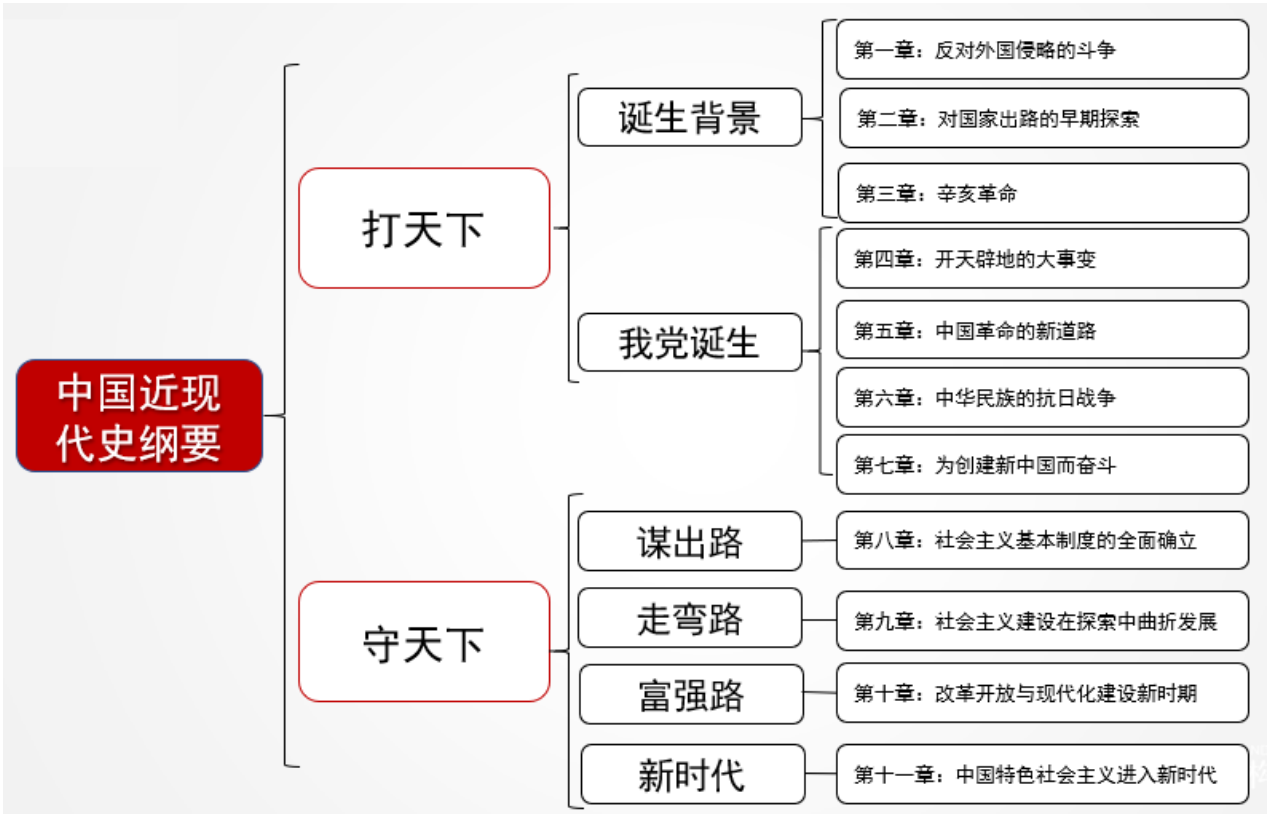 中国近现
代史纲要
打天下
诞生背景
第一章：反对外国侵略的斗争
第二章：对国家出路的早期探索
第三章：辛亥革命
我党诞生
第四章：开天辟地的大事变
第五章：中国革命的新道路
第六章：中华民族的抗日战争
第七章：为创建新中国而奋斗
守天下
谋出路
第八章：社会主义基本制度的全面确立
走弯路
第九章：社会主义建设在探索中曲折发展
富强路
第十章：改革开放与现代化建设新时期
新时代
第十一章：中国特色社会主义进入新时代